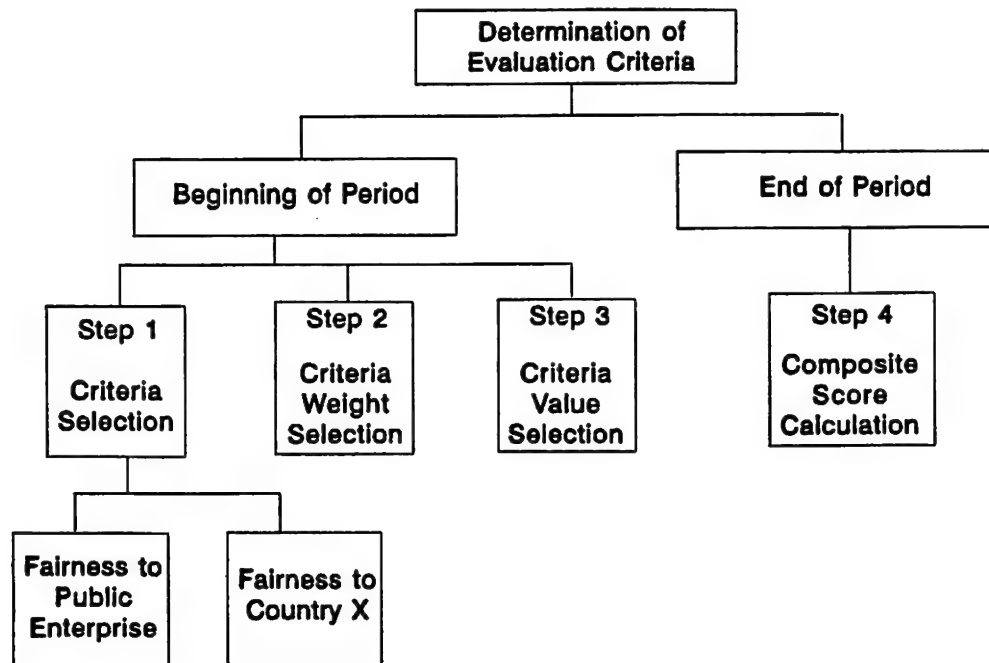 Determination of
Evaluation Criteria
Beginning of Period
End of Period
Step 1
Criteria
Selection
Step 2
Criteria
Weight
Selection
Step 3
Criteria
Value
Selection
Step 4
Composite
Score
Calculation
Fairness to
Public
Enterprise
Fairness to
Country X